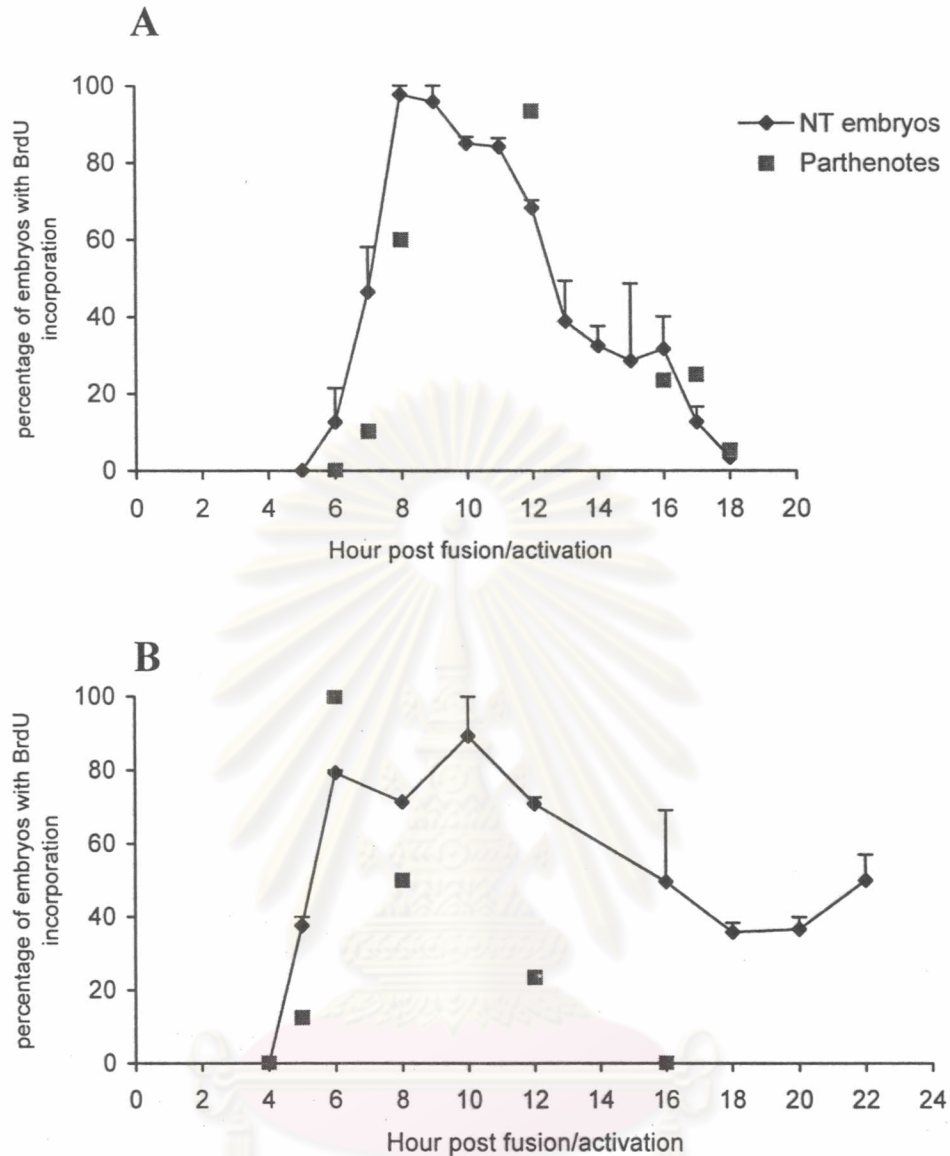 A
percentage of embryos with BrdU
incorporation
100
80
60
40
20
0
0 2 4 6 8 10 12 14 16 18 20
Hour post fusion/activation
NT embryos
Parthenotes
B
percentage of embryos with BrdU
incorporation
100
80
60
40
20
0
0 2 4 6 8 10 12 14 16 18 20 22 24
Hour post fusion/activation